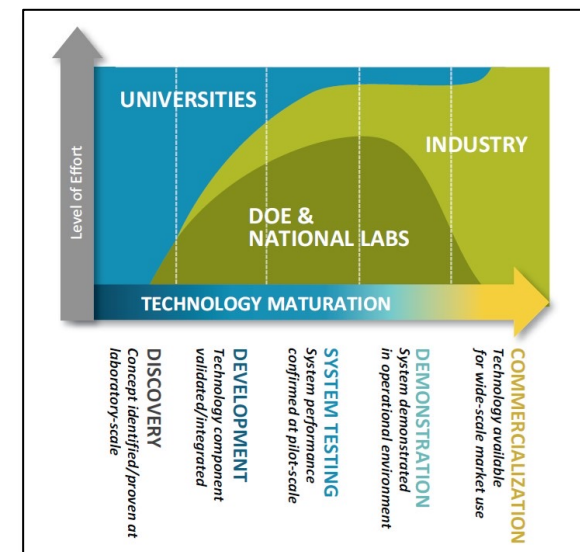 UNIVERSITIES
INDUSTRY
DOE &
NATIONAL LABS
Level of Effort
TECHNOLOGY MATURATION
DISCOVERY
Concept identified/proven at
laboratory-scale
DEVELOPMENT
Technology component
validated/integrated
SYSTEM TESTING
System performance
confirmed at pilot-scale
DEMONSTRATION
System demonstrated
in operational environment
COMMERCIALIZATION
Technology available
for wide-scale market use